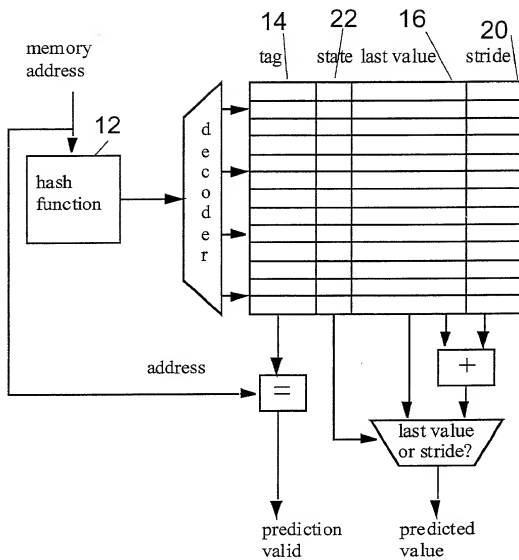 14 22 16 20
memory
address
tag state last value stride
12
hash
function
d
e
c
o
d
e
r
address
=
+
last value
or stride?
prediction
valid
predicted
value